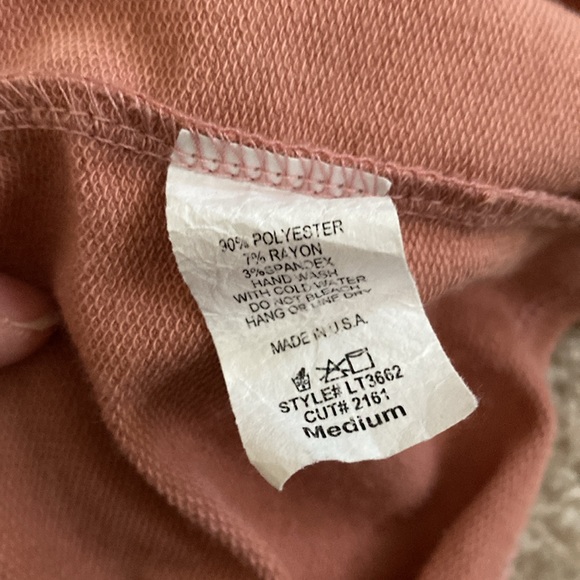 90% POLYESTER
7% RAYON
3% SPANDEX
HAND WASH
WITH COLD WATER
DO NOT BLEACH
HANG OR LINE DRY
MADE IN U.S.A.
STYLE# LT3662
CUT# 2161
Medium